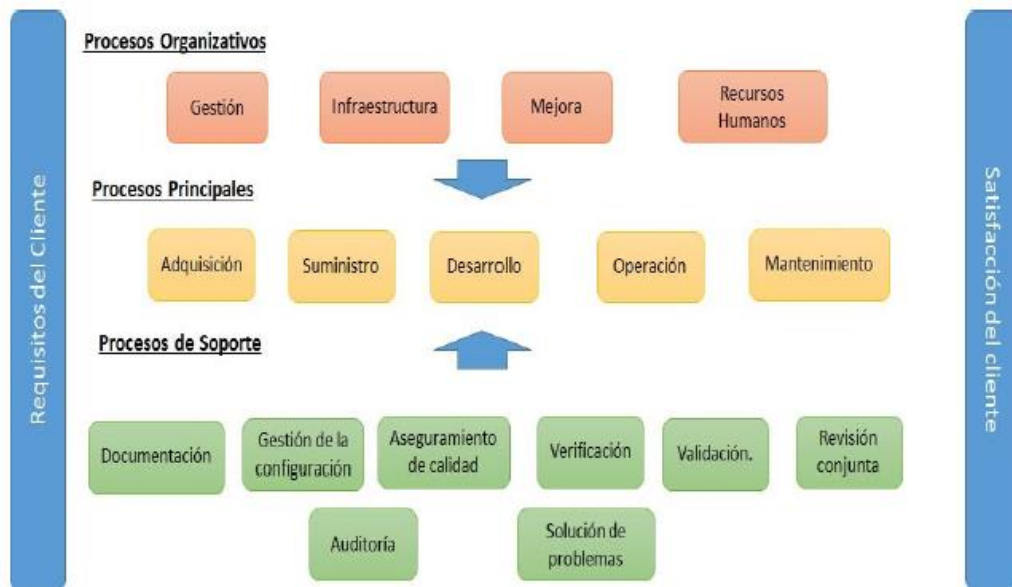 Requisitos del Cliente
Procesos Organizativos
Gestión
Infraestructura
Mejora
Recursos
Humanos
Procesos Principales
Adquisición
Suministro
Desarrollo
Operación
Mantenimiento
Procesos de Soporte
Documentación
Gestión de la
configuración
Aseguramiento
de calidad
Verificación
Validación.
Revisión
conjunta
Auditoría
Solución de
problemas
Satisfacción del cliente